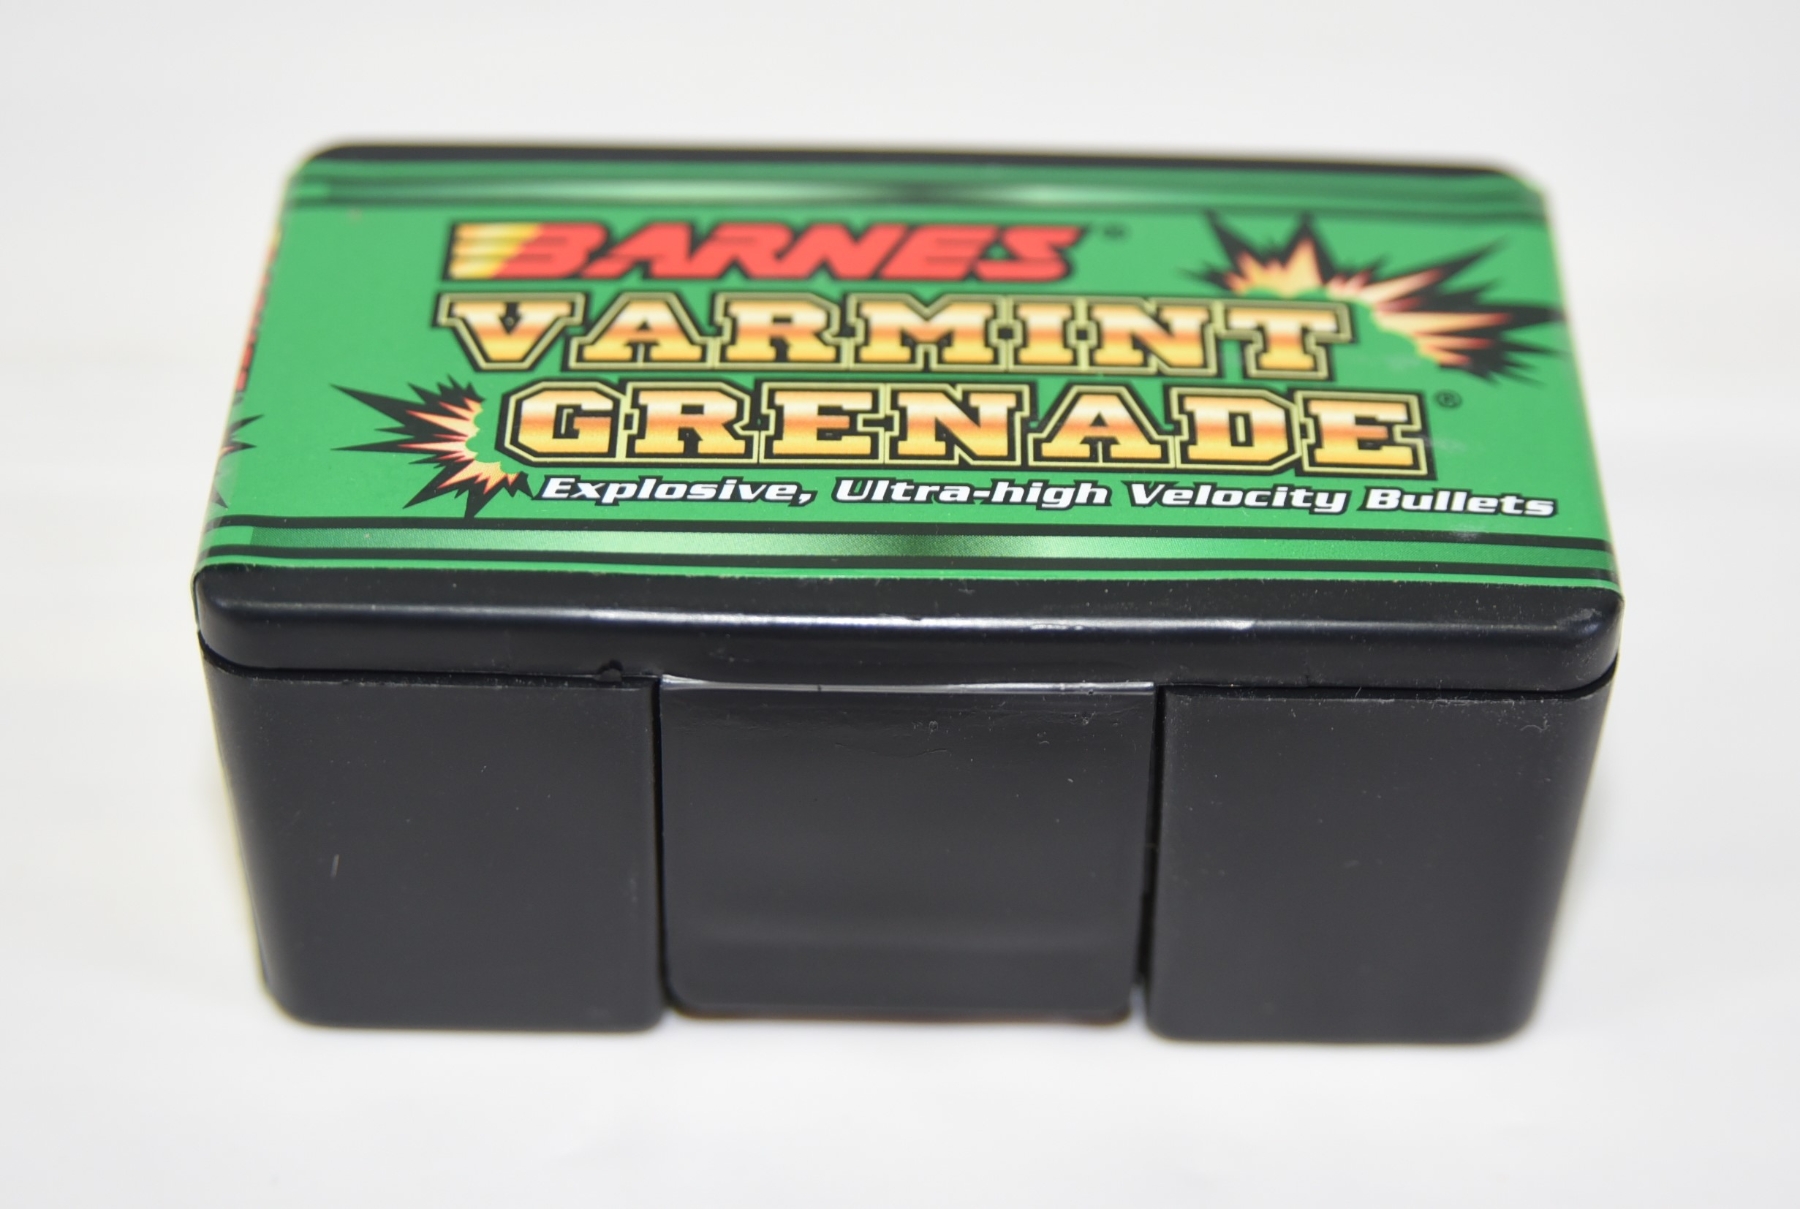 BARNES®
VARMINT
GRENADE®
Explosive, Ultra-high Velocity Bullets